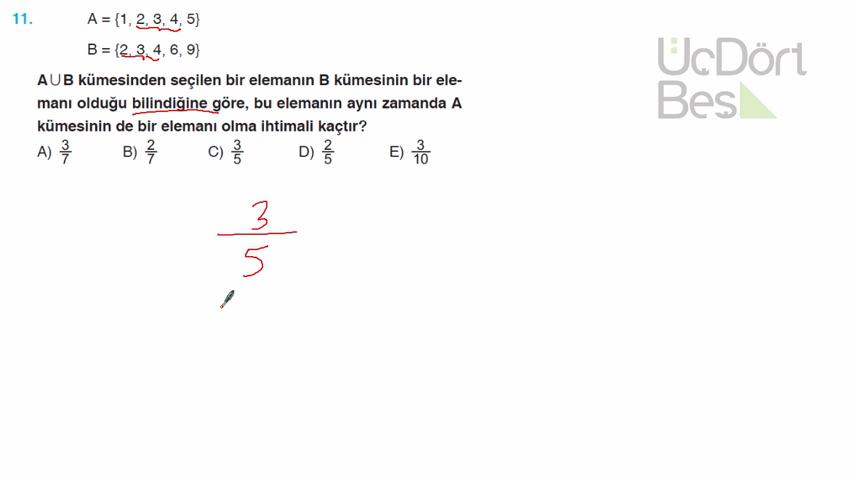 11. A = {1, 2, 3, 4, 5}
B = {2, 3, 4, 6, 9}
A∪B kümesinden seçilen bir elemanın B kümesinin bir ele-
manı olduğu bilindiğine göre, bu elemanın aynı zamanda A
kümesinin de bir elemanı olma ihtimali kaçtır?
A) 3/7 B) 2/7 C) 3/5 D) 2/5 E) 3/10
3
5
ÜçDört
Beş